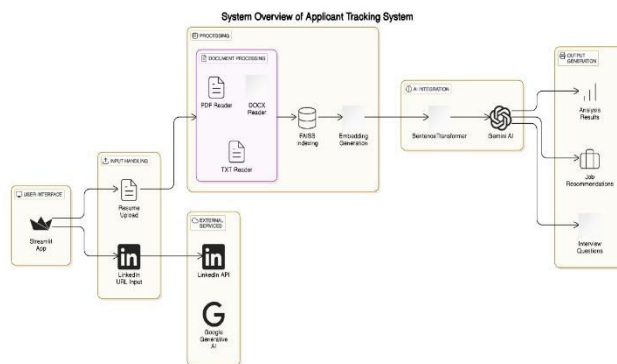 System Overview of Applicant Tracking System
PROCESSING
DOCUMENT PROCESSING
PDF Reader
DOCX
Reader
TXT Reader
FAISS
Indexing
Embedding
Generation
AI INTEGRATION
SentenceTransformer
Gemini AI
OUTPUT
GENERATION
Analysis
Results
Job
Recommendations
Interview
Questions
USER INTERFACE
Streamlit
App
INPUT HANDLING
Resume
Upload
LinkedIn
URL Input
EXTERNAL
SERVICES
LinkedIn API
Google
Generative
AI